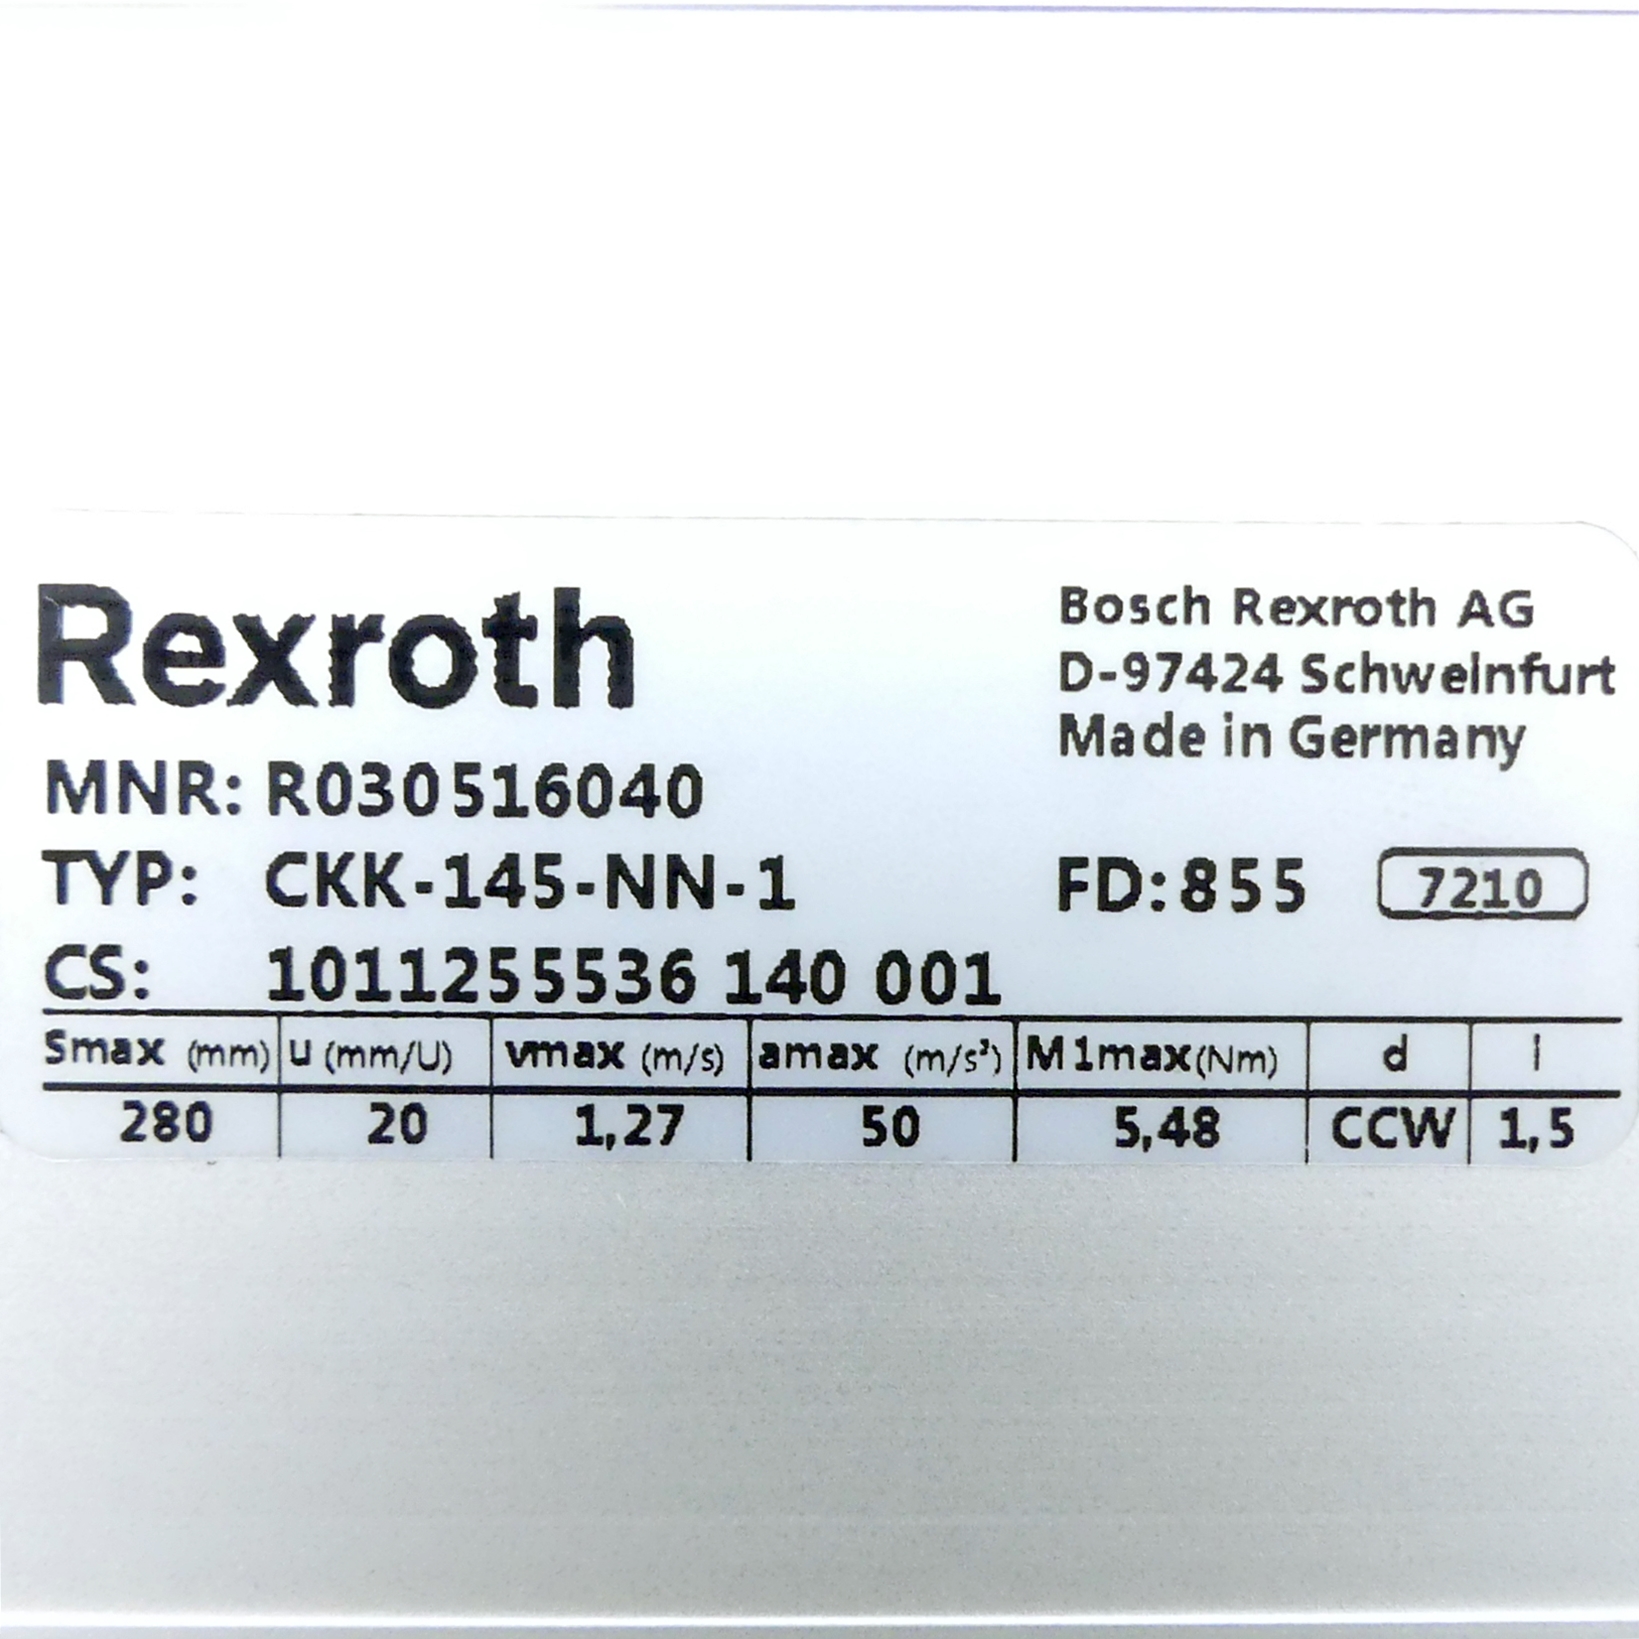 Rexroth
Bosch Rexroth AG
D-97424 Schweinfurt
Made in Germany
MNR: R030516040
TYP: CKK-145-NN-1 FD:855 7210
CS: 1011255536 140 001
Smax (mm) u (mm/U) vmax (m/s) amax (m/s²) M1max(Nm) d i
280 20 1,27 50 5,48 CCW 1,5